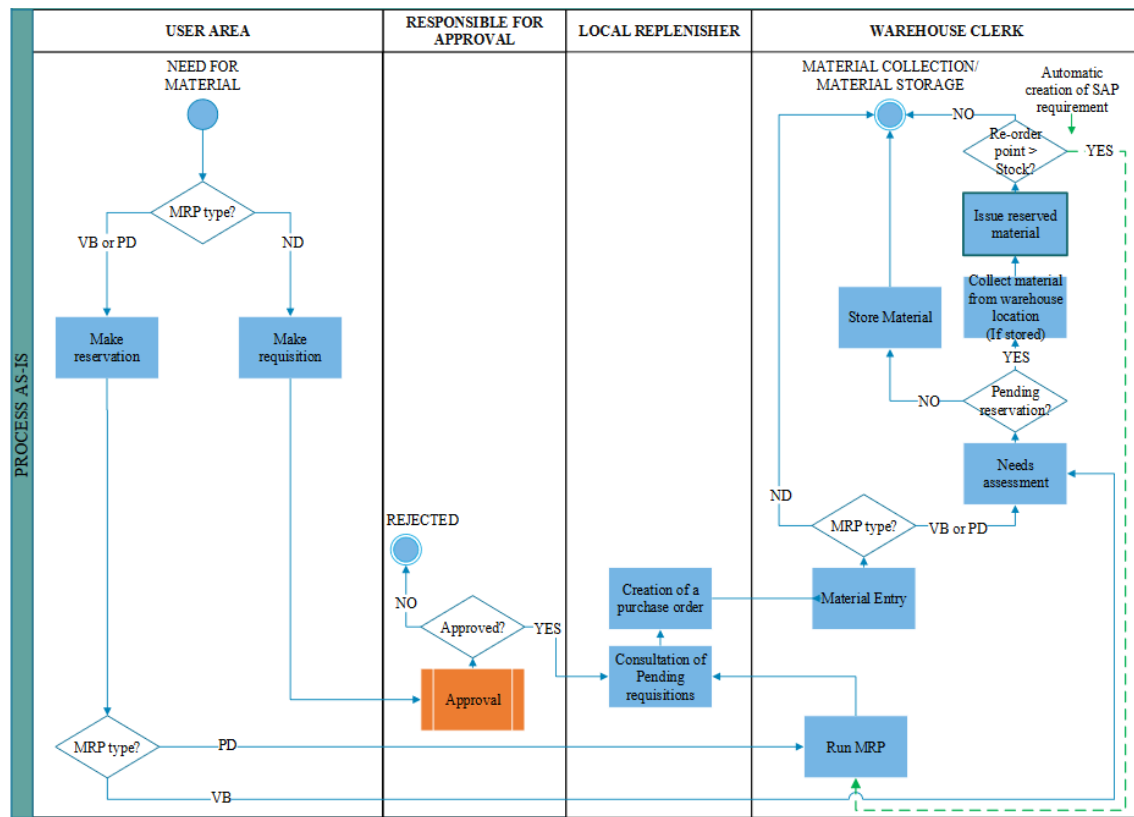 USER AREA
RESPONSIBLE FOR
APPROVAL
LOCAL REPLENISHER
WAREHOUSE CLERK
PROCESS AS-IS
NEED FOR
MATERIAL
MRP type?
VB or PD
ND
Make
reservation
Make
requisition
MRP type?
PD
VB
REJECTED
NO
Approved?
YES
Approval
Creation of a
purchase order
Consultation of
Pending
requisitions
MATERIAL COLLECTION/
MATERIAL STORAGE
Automatic
creation of SAP
requirement
NO
Re-order
point >
Stock?
YES
Issue reserved
material
Collect material
from warehouse
location
(If stored)
Store Material
YES
Pending
reservation?
NO
Needs
assessment
ND
MRP type?
VB or PD
Material Entry
Run MRP